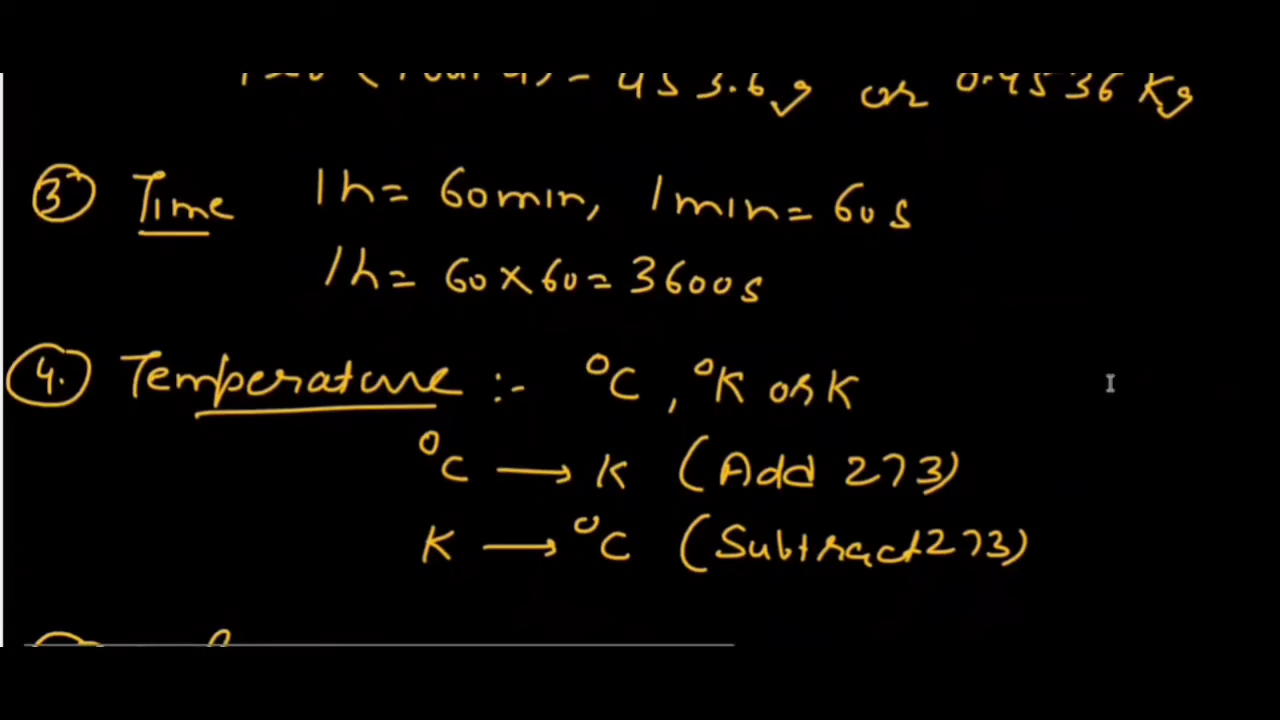 = 453.6g or 0.4536 Kg
③ Time 1h= 60min, 1min= 60s
1h= 60×60= 3600s
④. Temperature :- °C, °K or K
°C ⟶ K (Add 273)
K ⟶ °C (Subtract 273)